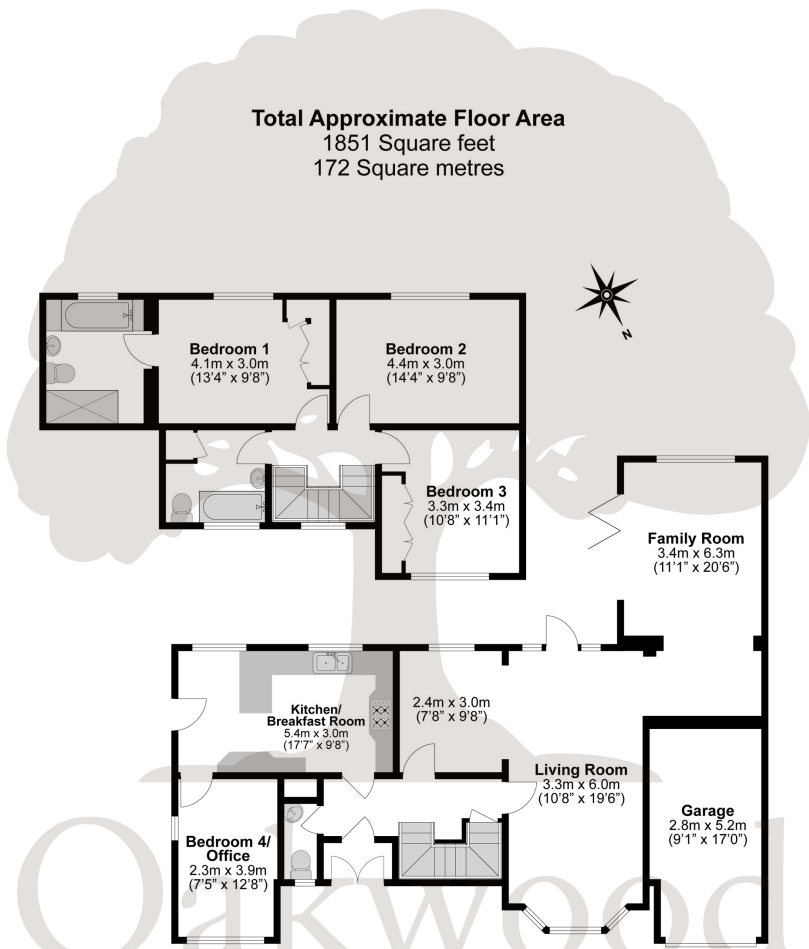 Total Approximate Floor Area
1851 Square feet
172 Square metres
N
Bedroom 1
4.1m x 3.0m
(13'4" x 9'8")
Bedroom 2
4.4m x 3.0m
(14'4" x 9'8")
Bedroom 3
3.3m x 3.4m
(10'8" x 11'1")
Family Room
3.4m x 6.3m
(11'1" x 20'6")
Kitchen/
Breakfast Room
5.4m x 3.0m
(17'7" x 9'8")
2.4m x 3.0m
(7'8" x 9'8")
Living Room
3.3m x 6.0m
(10'8" x 19'6")
Garage
2.8m x 5.2m
(9'1" x 17'0")
Bedroom 4/
Office
2.3m x 3.9m
(7'5" x 12'8")
Oakwood